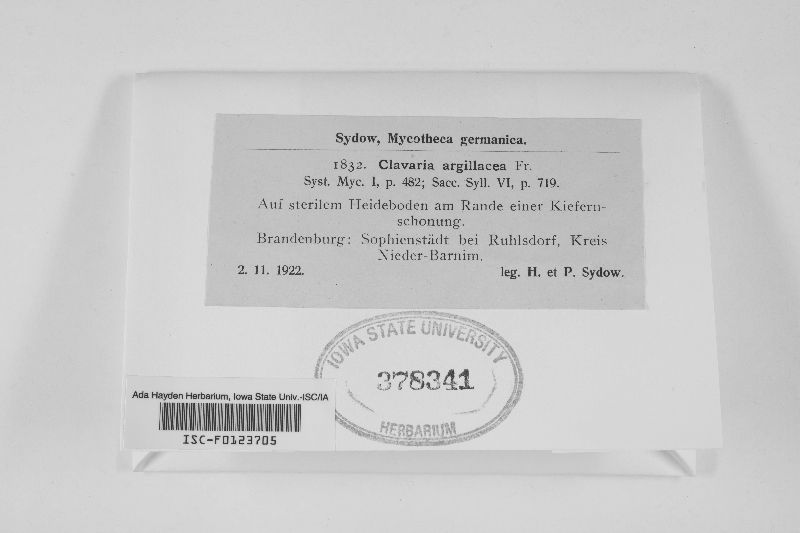 Sydow, Mycotheca germanica.
1832. Clavaria argillacea Fr.
Syst. Myc. I, p. 482; Sacc. Syll. VI, p. 719.
Auf sterilem Heideboden am Rande einer Kiefern-
schonung.
Brandenburg: Sophienstädt bei Ruhlsdorf, Kreis
Nieder-Barnim.
2. 11. 1922. leg. H. et P. Sydow.
IOWA STATE UNIVERSITY
378341
HERBARIUM
Ada Hayden Herbarium, Iowa State Univ.-ISC/IA
ISC-F0123705